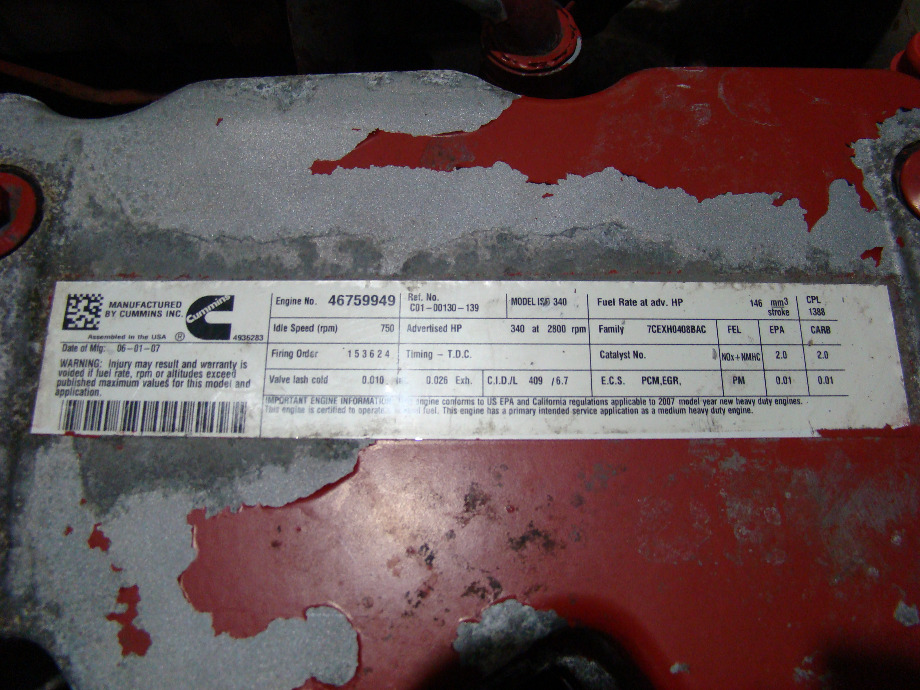 MANUFACTURED
BY CUMMINS INC.
Cummins
Assembled in the USA ® 4935283
Date of Mfg: 06-01-07
WARNING: Injury may result and warranty is
voided if fuel rate, rpm or altitudes exceed
published maximum values for this model and
application.
Engine No. 46759949
Ref. No.
C01-00130-139
MODEL 340
Fuel Rate at adv. HP 146 mm3
stroke
CPL
1388
Idle Speed (rpm) 750
Advertised HP 340 at 2800 rpm
Family 7CEXH0408BAC
FEL EPA CARB
Firing Order 1 5 3 6 2 4
Timing - T.D.C.
Catalyst No.
NOx+NMHC 2.0 2.0
Valve lash cold 0.010 0.026 Exh.
C.I.D./L 409 /6.7
E.C.S. PCM,EGR,
PM 0.01 0.01
IMPORTANT ENGINE INFORMATION engine conforms to US EPA and California regulations applicable to 2007 model year new heavy duty engines.
This engine is certified to operate fuel. This engine has a primary intended service application as a medium heavy duty engine.